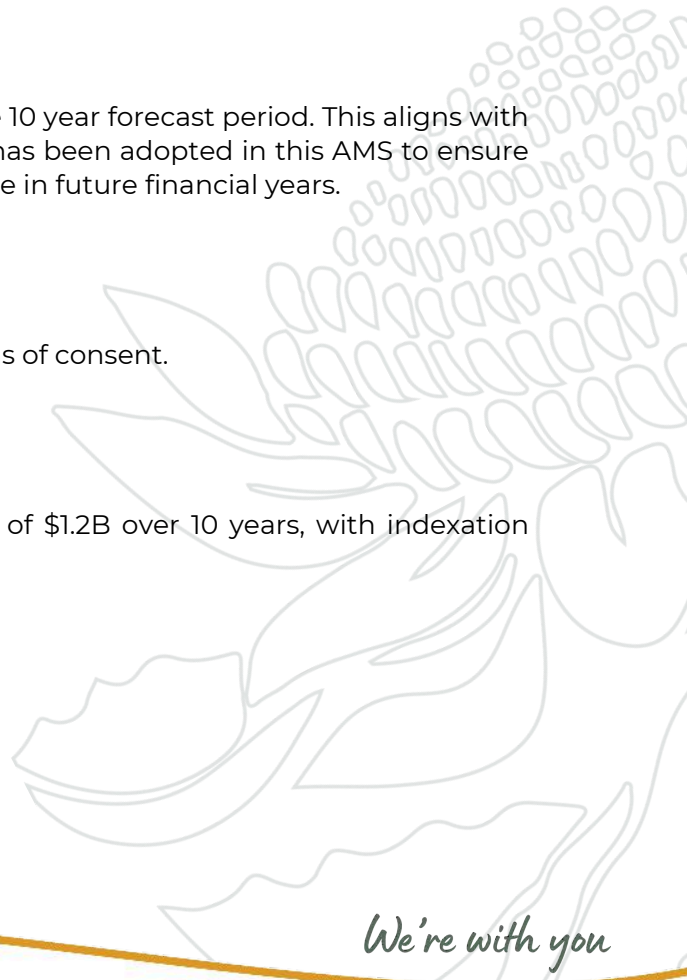 10 year forecast period. This aligns with
has been adopted in this AMS to ensure
e in future financial years.
s of consent.
of $1.2B over 10 years, with indexation
We're with you